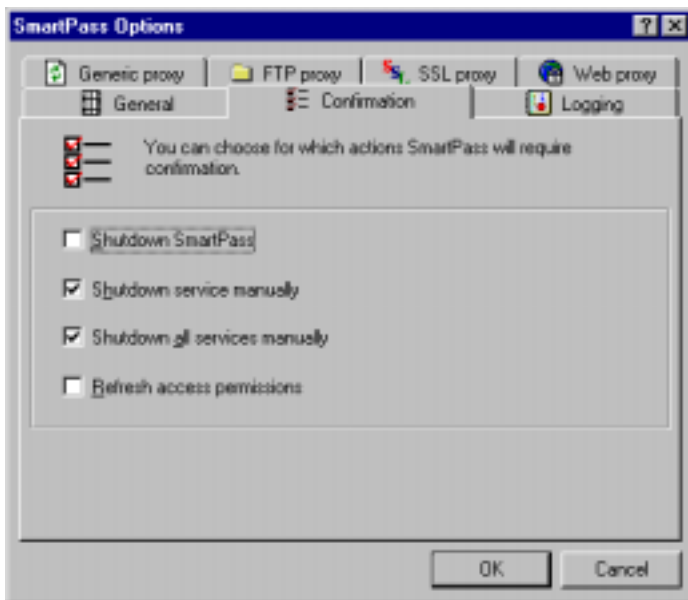 SmartPass Options
Generic proxy
FTP proxy
SSL proxy
Web proxy
General
Confirmation
Logging
You can choose for which actions SmartPass will require
confirmation.
Shutdown SmartPass
Shutdown service manually
Shutdown all services manually
Refresh access permissions
OK
Cancel